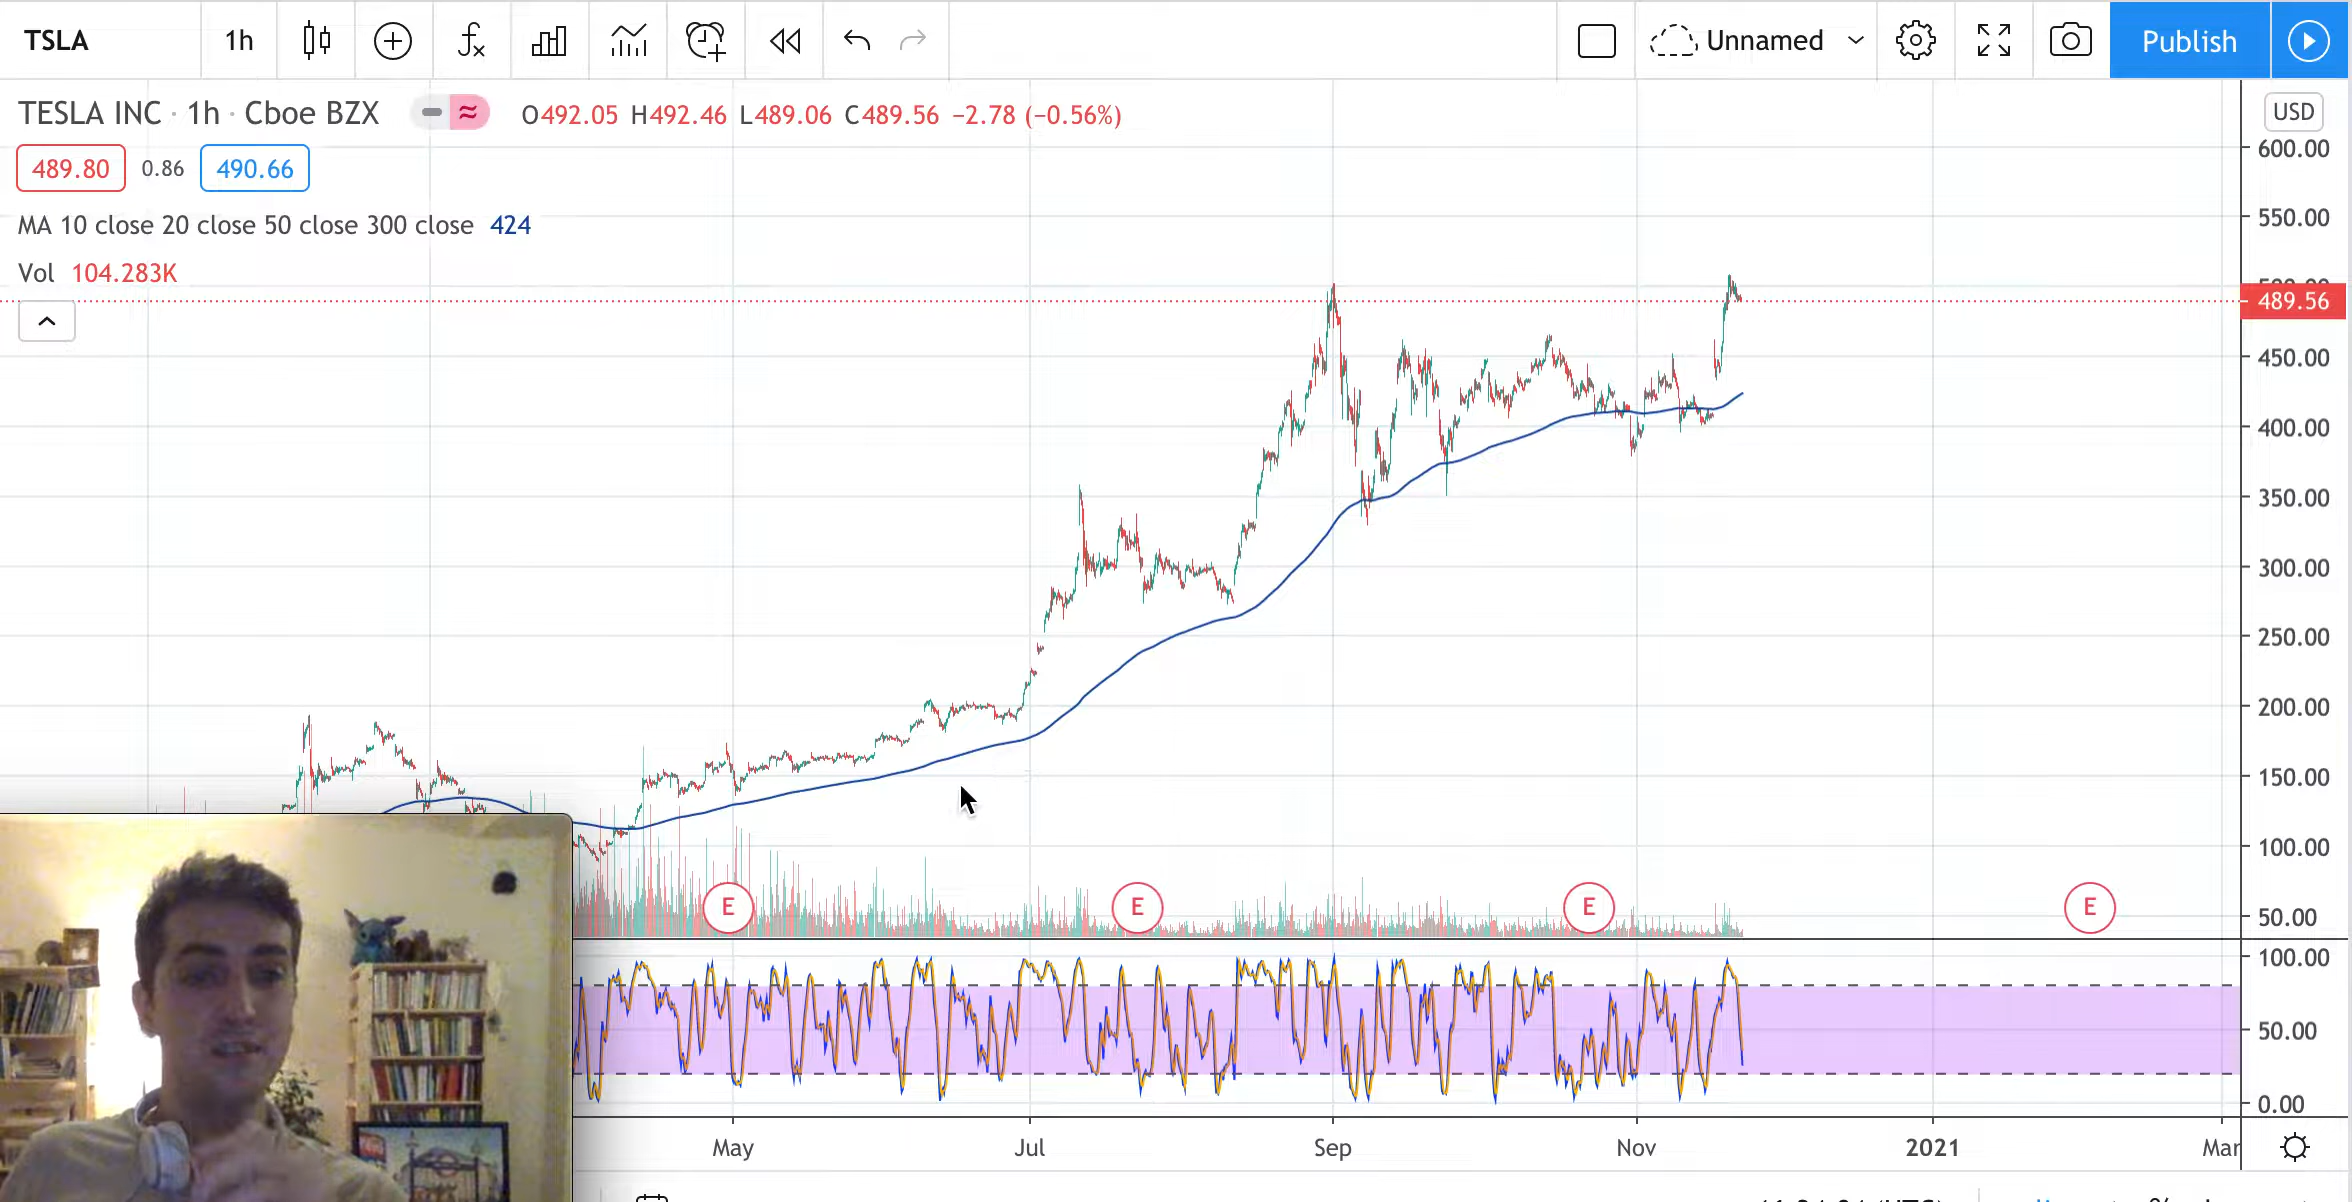 TSLA 1h Unnamed Publish
TESLA INC · 1h · Cboe BZX O492.05 H492.46 L489.06 C489.56 −2.78 (−0.56%) USD
489.80 0.86 490.66
MA 10 close 20 close 50 close 300 close 424
Vol 104.283K
600.00
550.00
489.56
450.00
400.00
350.00
300.00
250.00
200.00
150.00
100.00
E E E E
50.00
100.00
50.00
0.00
May Jul Sep Nov 2021 Mar